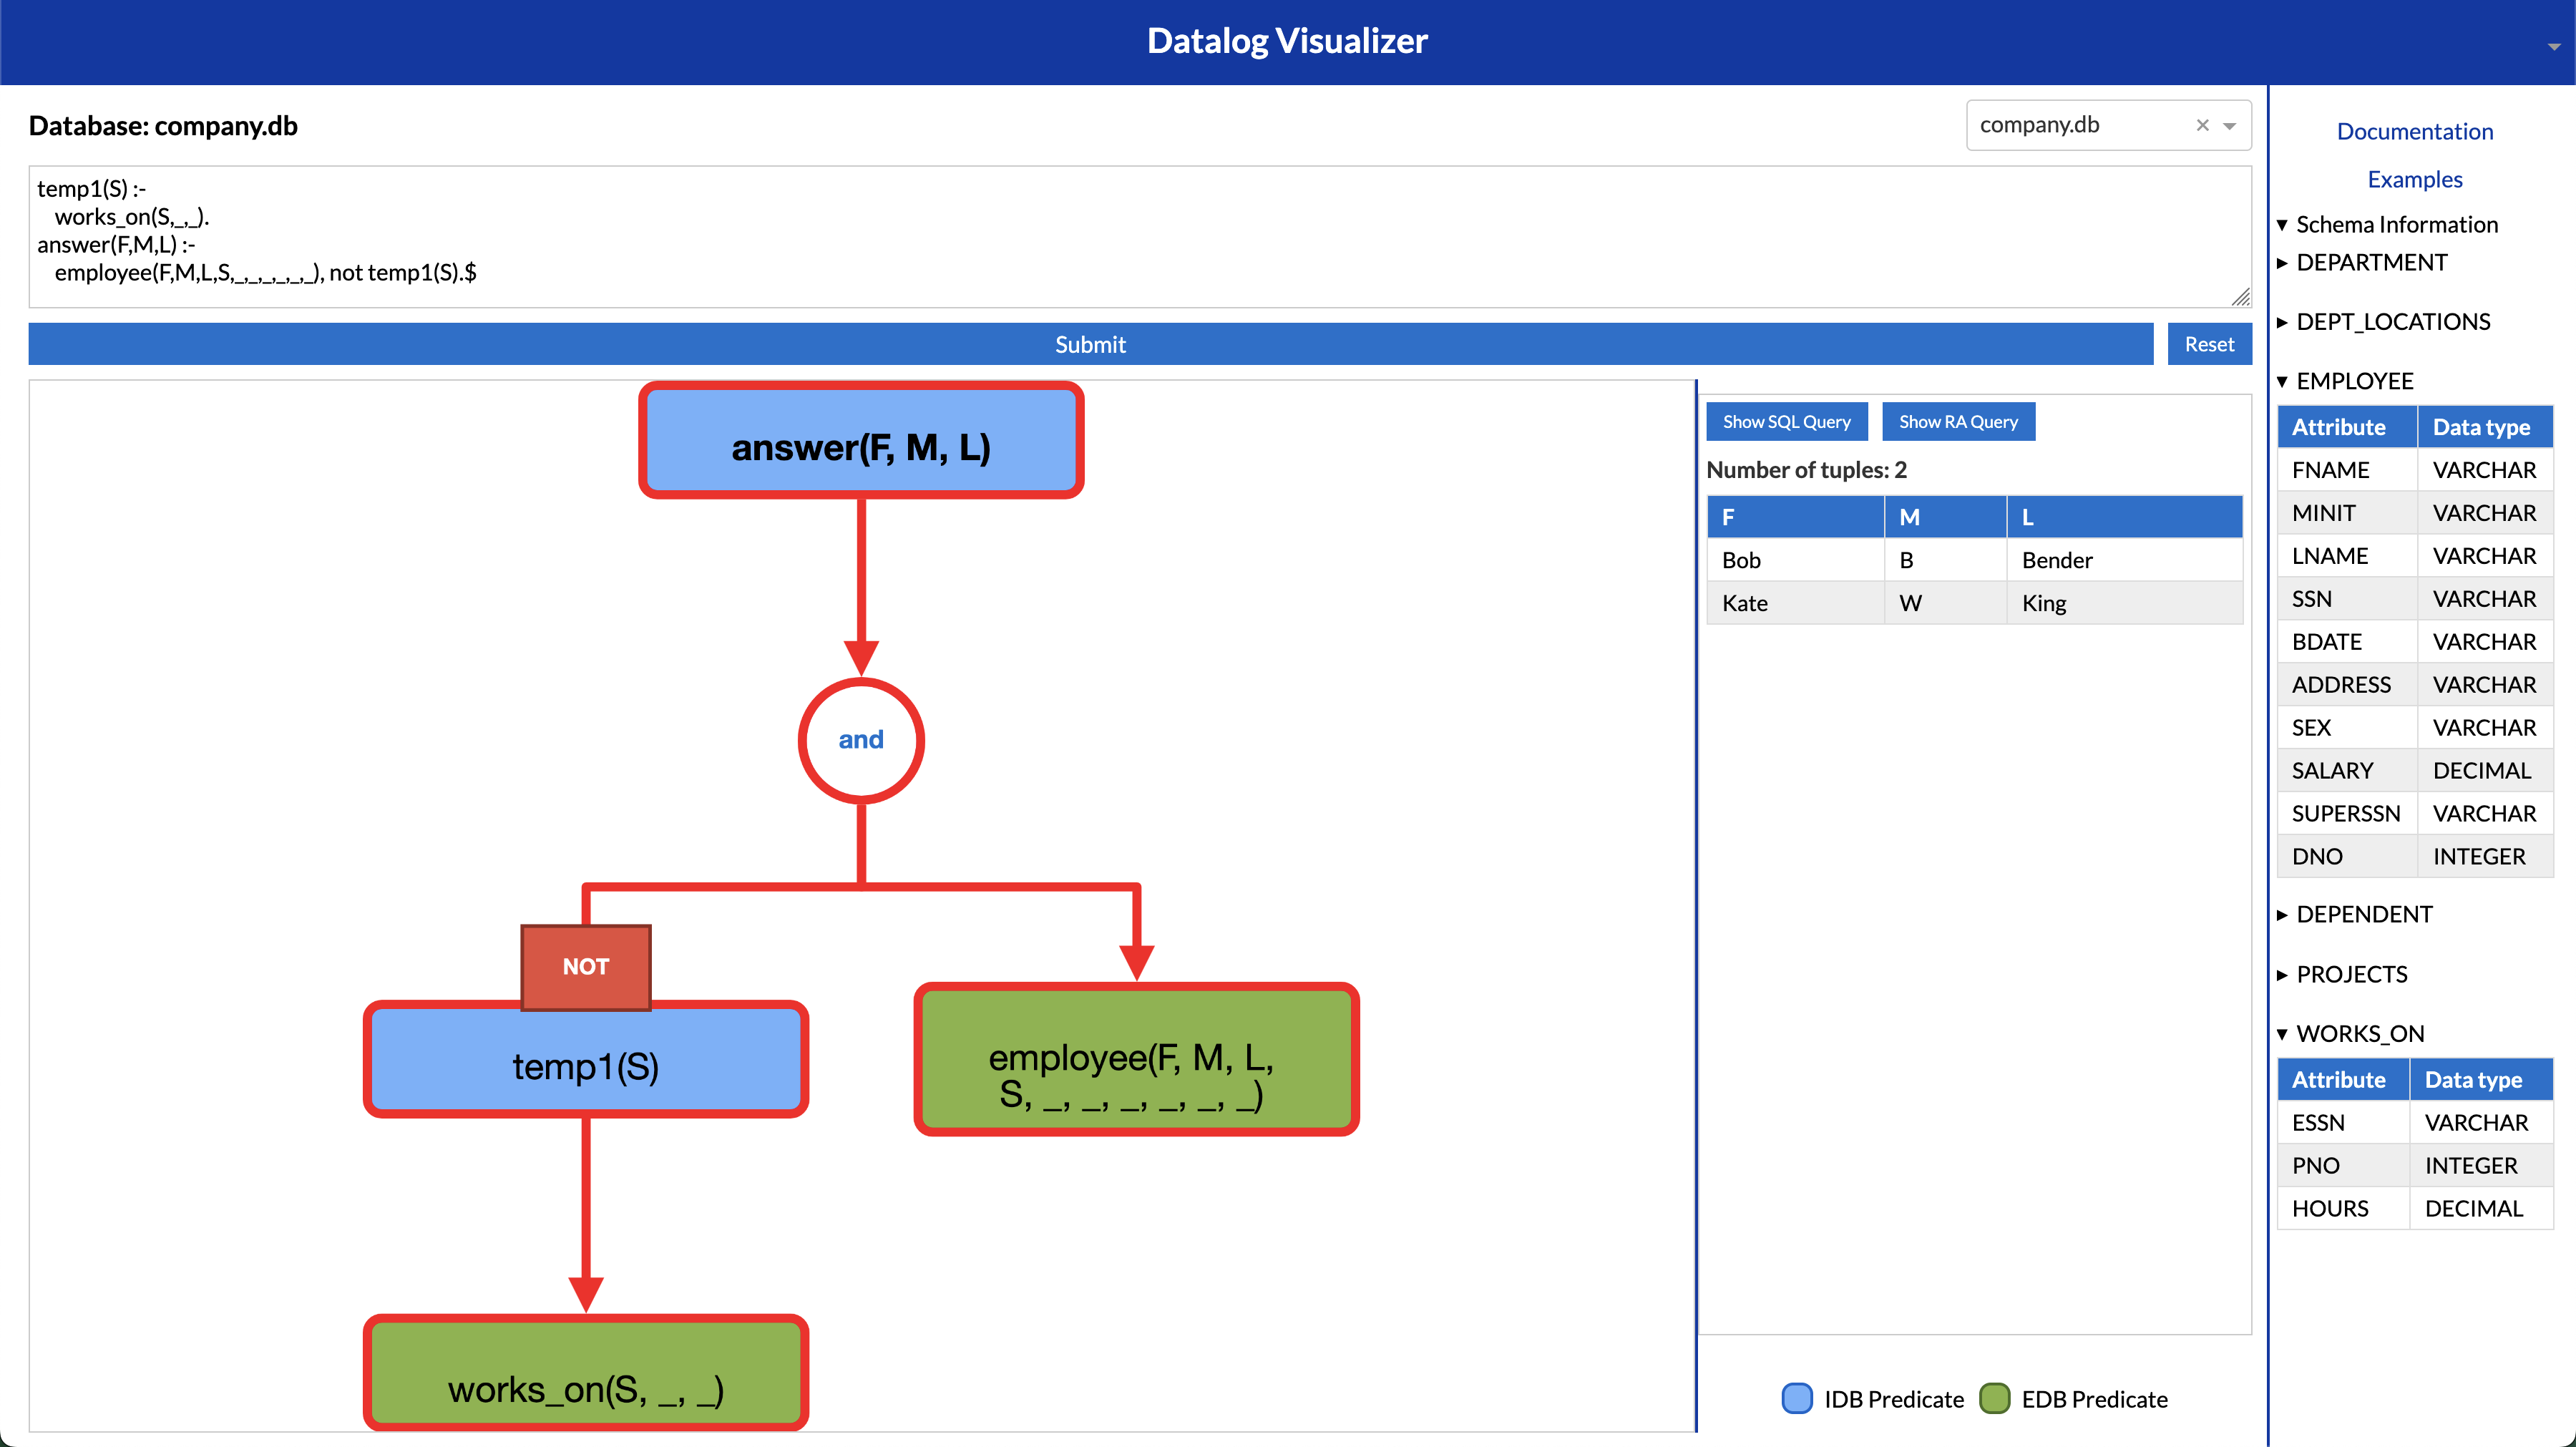 Datalog Visualizer
Database: company.db
company.db × 
temp1(S) :-
works_on(S,_,_).
answer(F,M,L) :-
employee(F,M,L,S,_,_,_,_,_,_), not temp1(S).$
Submit
Reset
answer(F, M, L)
and
NOT
temp1(S)
employee(F, M, L,
S, _, _, _, _, _, _)
works_on(S, _, _)
Show SQL Query
Show RA Query
Number of tuples: 2
F M L
Bob B Bender
Kate W King
IDB Predicate
EDB Predicate
Documentation
Examples
▼ Schema Information
► DEPARTMENT
► DEPT_LOCATIONS
▼ EMPLOYEE
Attribute Data type
FNAME VARCHAR
MINIT VARCHAR
LNAME VARCHAR
SSN VARCHAR
BDATE VARCHAR
ADDRESS VARCHAR
SEX VARCHAR
SALARY DECIMAL
SUPERSSN VARCHAR
DNO INTEGER
► DEPENDENT
► PROJECTS
▼ WORKS_ON
Attribute Data type
ESSN VARCHAR
PNO INTEGER
HOURS DECIMAL